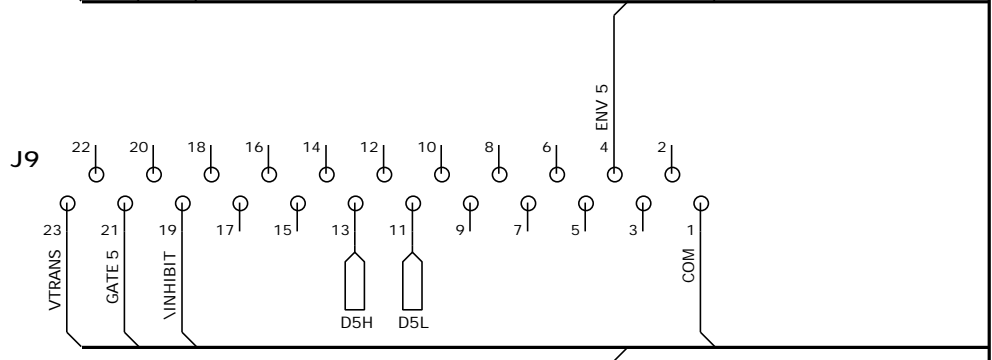 ENV 5
J9
22 20 18 16 14 12 10 8 6 4 2
23 21 19 17 15 13 11 9 7 5 3 1
VTRANS
GATE 5
\INHIBIT
COM
D5H D5L